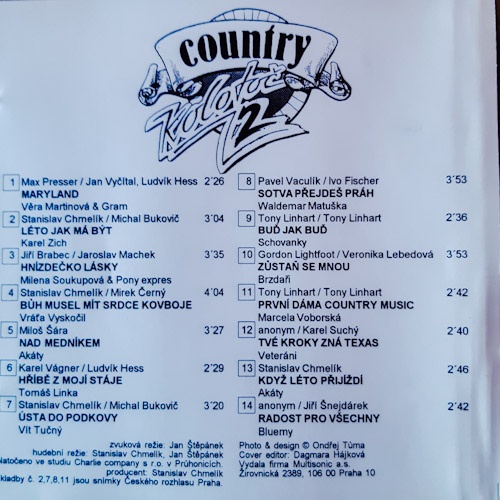 country
Kolotoč
2
1 Max Presser / Jan Vyčítal, Ludvík Hess 2´26
MARYLAND
Věra Martinová & Gram
2 Stanislav Chmelík / Michal Bukovič 3´04
LÉTO JAK MÁ BÝT
Karel Zich
3 Jiří Brabec / Jaroslav Machek 3´35
HNÍZDEČKO LÁSKY
Milena Soukupová & Pony expres
4 Stanislav Chmelík / Mirek Černý 4´04
BŮH MUSEL MÍT SRDCE KOVBOJE
Vráťa Vyskočil
5 Miloš Šára 3´27
NAD MEDNÍKEM
Akáty
6 Karel Vágner / Ludvík Hess 2´29
HŘÍBĚ Z MOJÍ STÁJE
Tomáš Linka
7 Stanislav Chmelík / Michal Bukovič 3´20
ÚSTA DO PODKOVY
Vít Tučný
8 Pavel Vaculík / Ivo Fischer 3´53
SOTVA PŘEJDEŠ PRÁH
Waldemar Matuška
9 Tony Linhart / Tony Linhart 2´36
BUĎ JAK BUĎ
Schovanky
10 Gordon Lightfoot / Veronika Lebedová 3´53
ZŮSTAŇ SE MNOU
Brzdaři
11 Tony Linhart / Tony Linhart 2´42
PRVNÍ DÁMA COUNTRY MUSIC
Marcela Voborská
12 anonym / Karel Suchý 2´40
TVÉ KROKY ZNÁ TEXAS
Veteráni
13 Stanislav Chmelík 2´46
KDYŽ LÉTO PŘIJÍŽDÍ
Akáty
14 anonym / Jiří Šnejdárek 2´42
RADOST PRO VŠECHNY
Bluemy
zvuková režie: Jan Štěpánek
hudební režie: Stanislav Chmelík, Jan Štěpánek
Natočeno ve studiu Charlie company s r.o. v Průhonicích.
producent: Stanislav Chmelík
kladby č. 2,7,8,11 jsou snímky Českého rozhlasu Praha.
Photo & design © Ondřej Tůma
Cover editor: Dagmara Hájková
Vydala firma Multisonic a.s.
Žirovnická 2389, 106 00 Praha 10